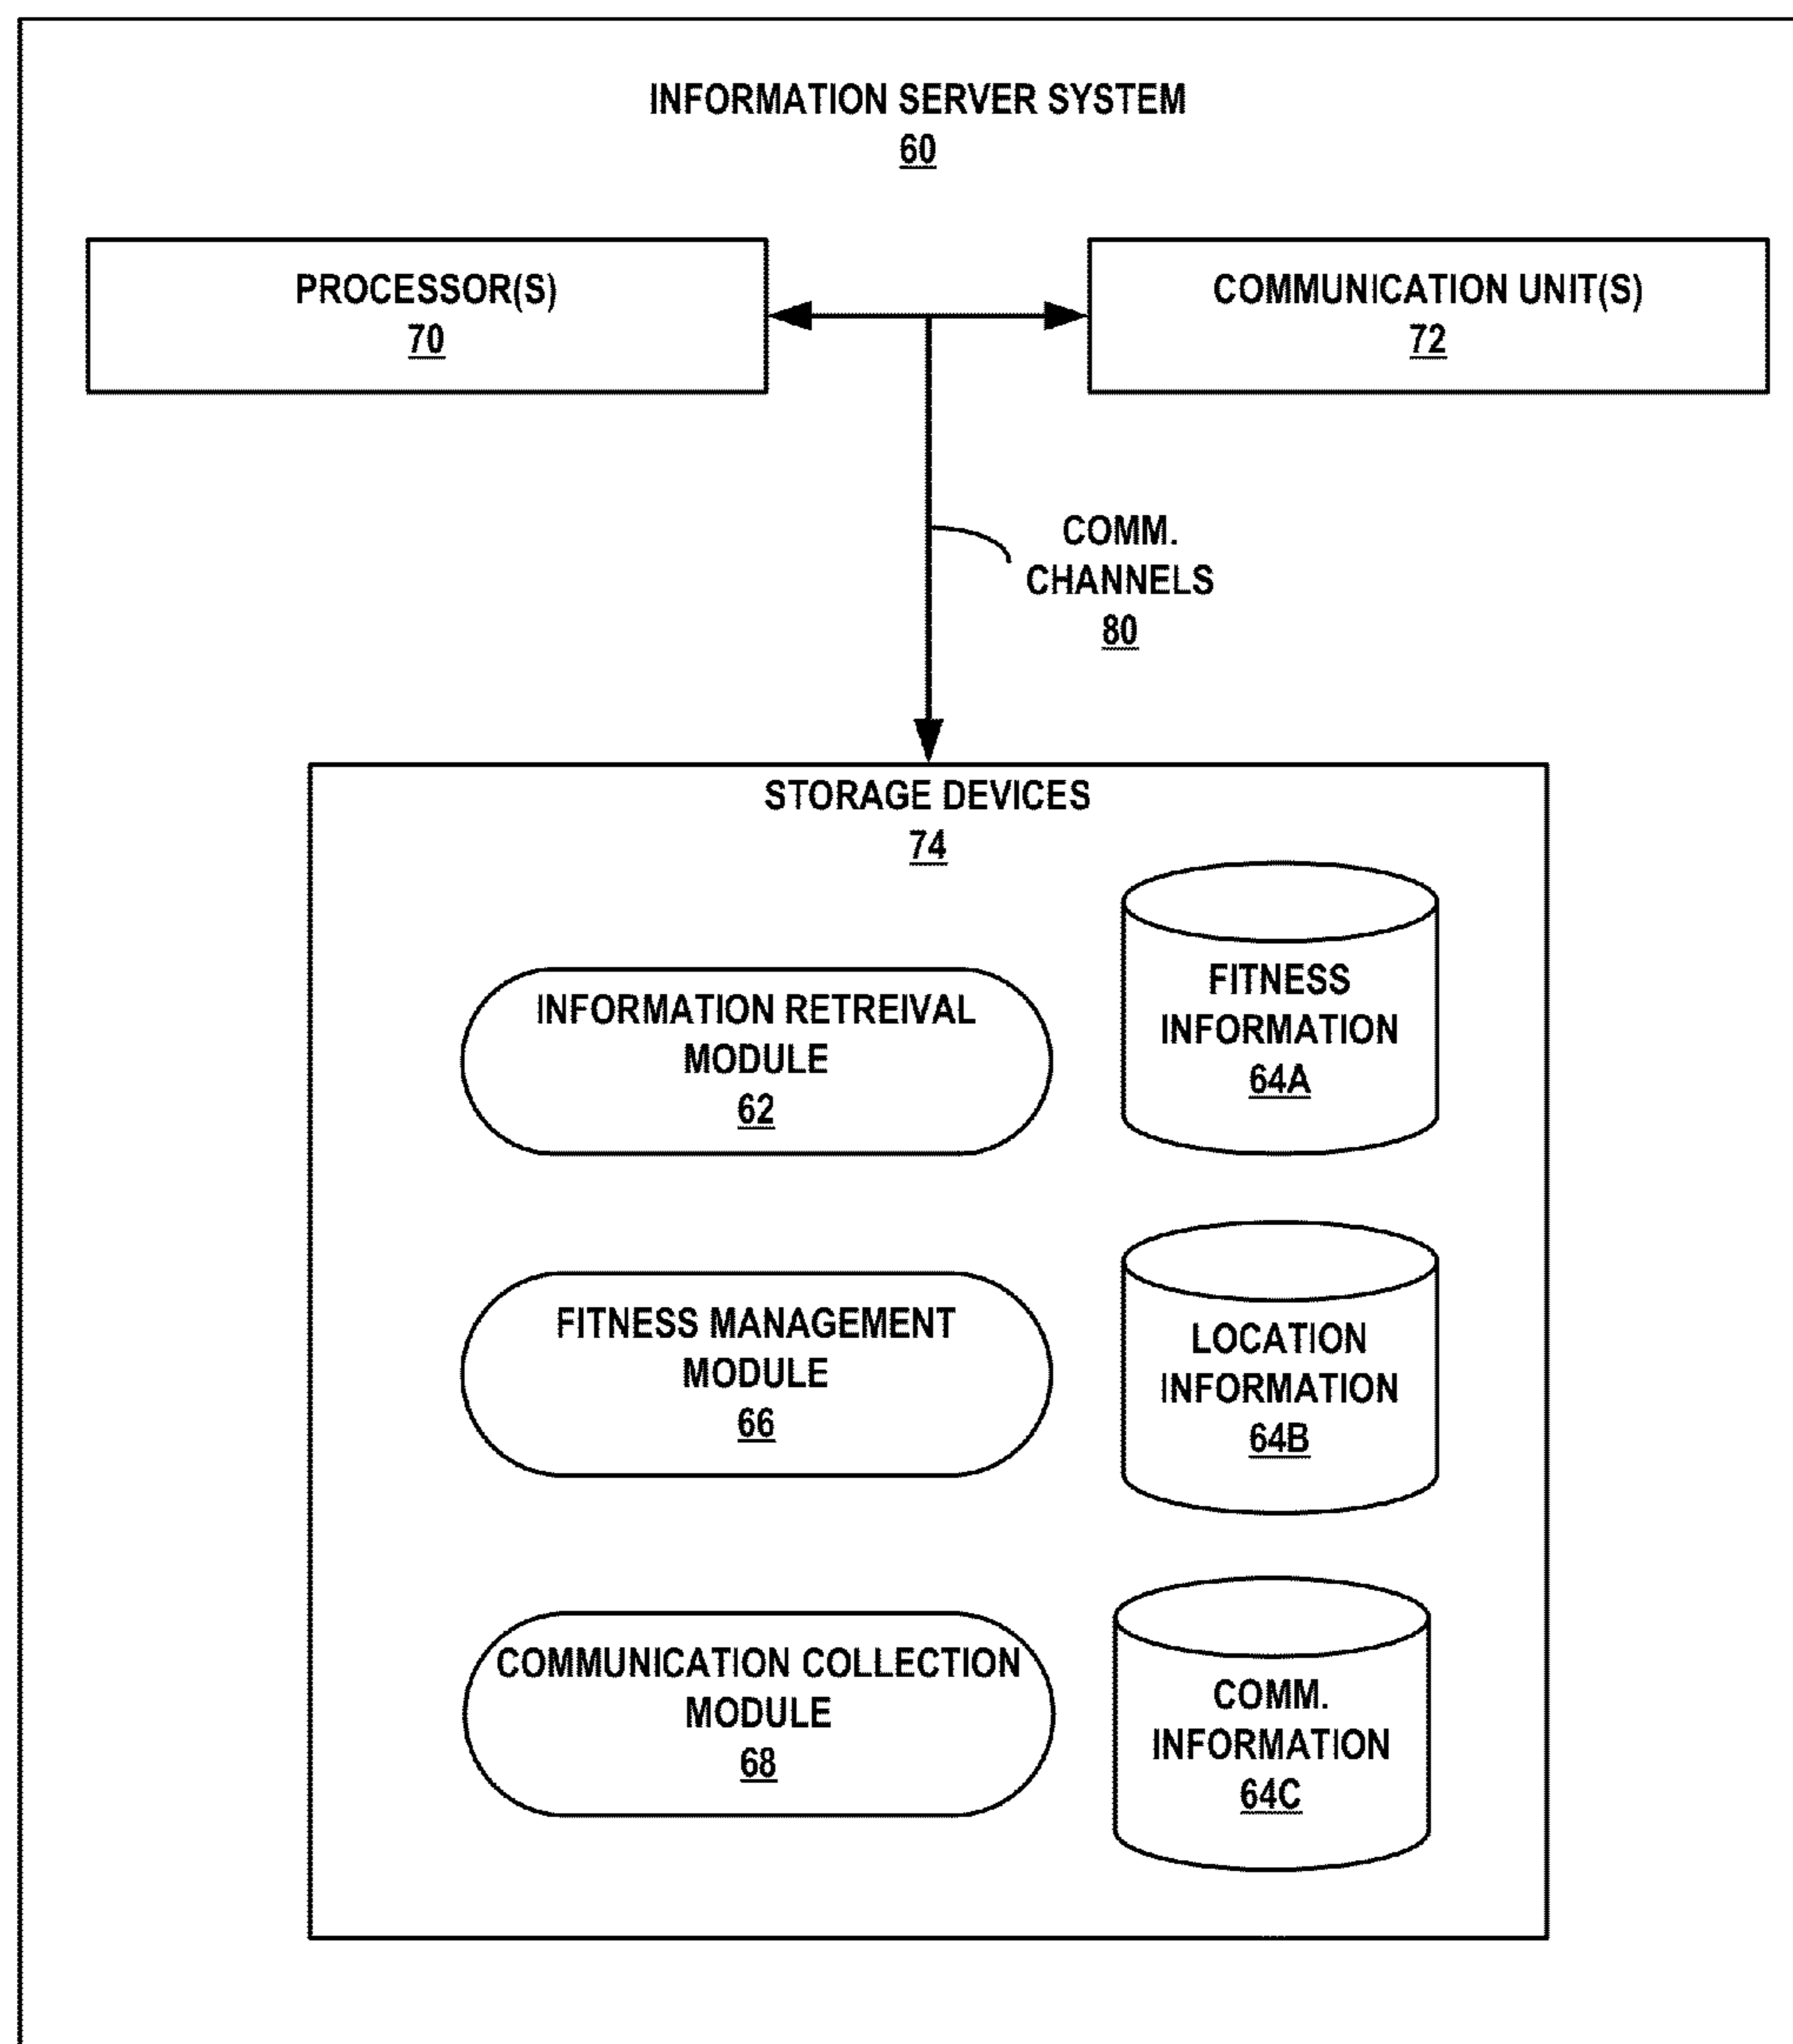 INFORMATION SERVER SYSTEM
60
PROCESSOR(S)
70
COMMUNICATION UNIT(S)
72
COMM.
CHANNELS
80
STORAGE DEVICES
74
INFORMATION RETREIVAL
MODULE
62
FITNESS
INFORMATION
64A
FITNESS MANAGEMENT
MODULE
66
LOCATION
INFORMATION
64B
COMMUNICATION COLLECTION
MODULE
68
COMM.
INFORMATION
64C